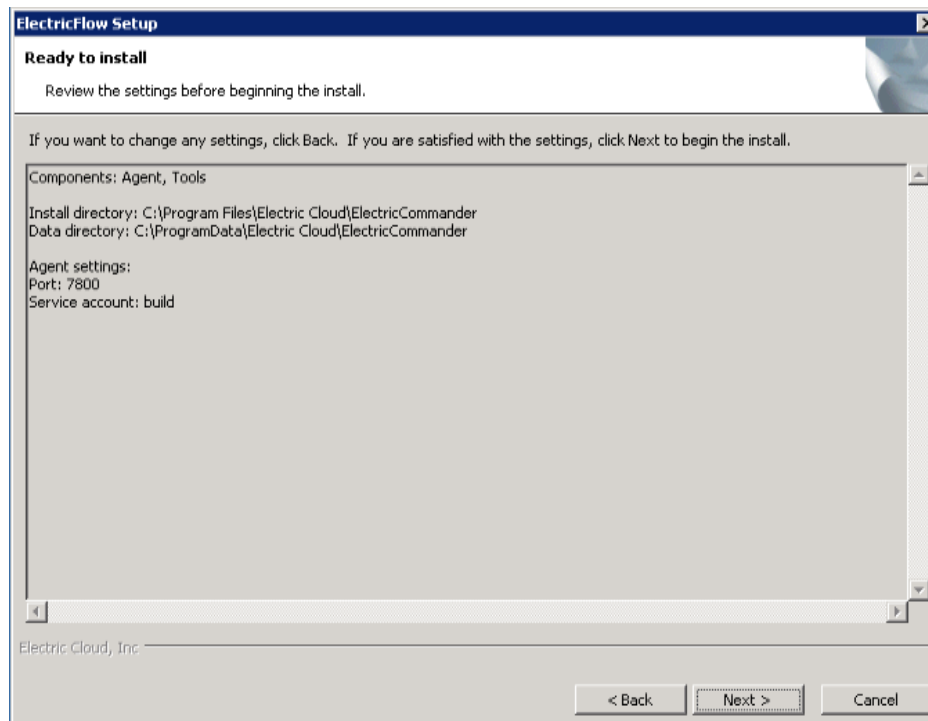 ElectricFlow Setup
Ready to install
Review the settings before beginning the install.
If you want to change any settings, click Back.  If you are satisfied with the settings, click Next to begin the install.
Components: Agent, Tools
Install directory: C:\Program Files\Electric Cloud\ElectricCommander
Data directory: C:\ProgramData\Electric Cloud\ElectricCommander
Agent settings:
Port: 7800
Service account: build
Electric Cloud, Inc
< Back
Next >
Cancel